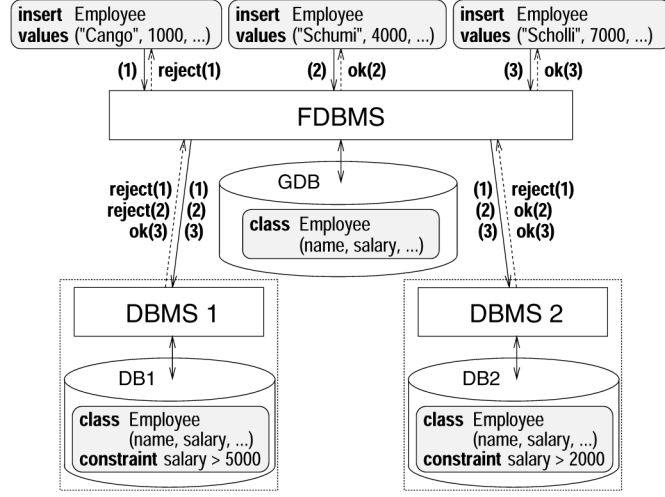 insert Employee
values ("Cango", 1000, ...)
insert Employee
values ("Schumi", 4000, ...)
insert Employee
values ("Scholli", 7000, ...)
(1) reject(1)
(2) ok(2)
(3) ok(3)
FDBMS
reject(1) (1)
reject(2) (2)
ok(3) (3)
GDB
class Employee
(name, salary, ...)
(1) reject(1)
(2) ok(2)
(3) ok(3)
DBMS 1
DB1
class Employee
(name, salary, ...)
constraint salary > 5000
DBMS 2
DB2
class Employee
(name, salary, ...)
constraint salary > 2000